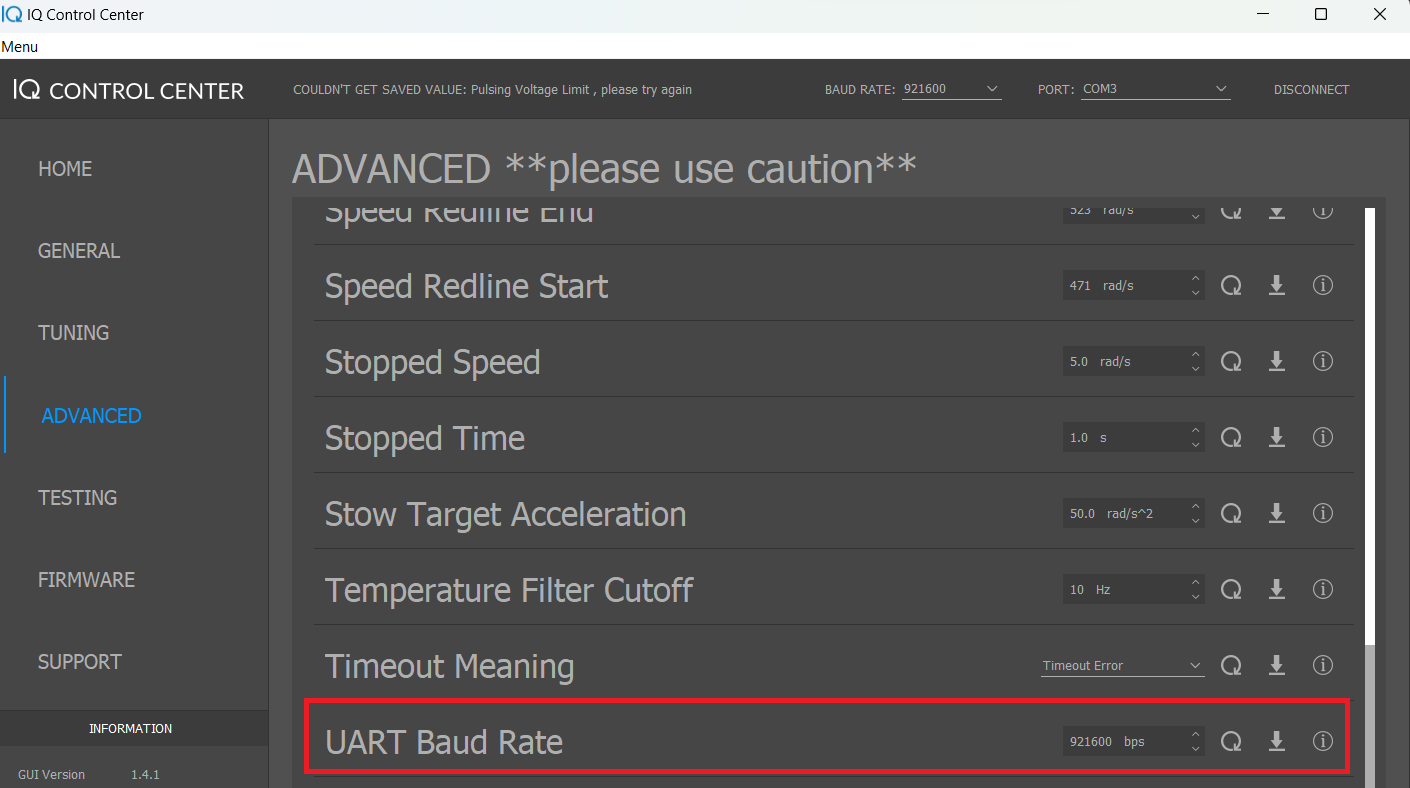 IQ Control Center
Menu
IQ CONTROL CENTER
COULDN'T GET SAVED VALUE: Pulsing Voltage Limit , please try again
BAUD RATE: 921600
PORT: COM3
DISCONNECT
HOME
GENERAL
TUNING
ADVANCED
TESTING
FIRMWARE
SUPPORT
INFORMATION
GUI Version 1.4.1
ADVANCED **please use caution**
Speed Redline End 523 rad/s
Speed Redline Start 471 rad/s
Stopped Speed 5.0 rad/s
Stopped Time 1.0 s
Stow Target Acceleration 50.0 rad/s^2
Temperature Filter Cutoff 10 Hz
Timeout Meaning Timeout Error
UART Baud Rate 921600 bps